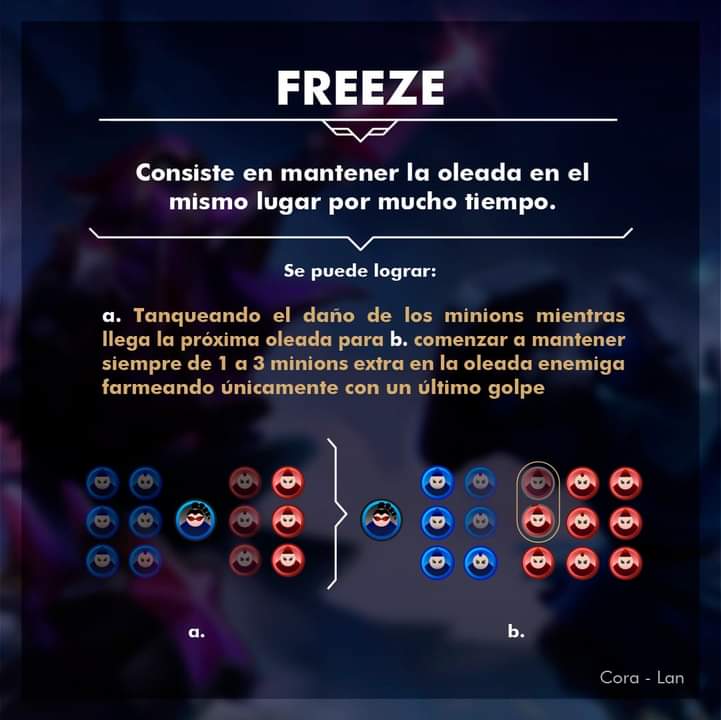 FREEZE
Consiste en mantener la oleada en el
mismo lugar por mucho tiempo.
Se puede lograr:
a. Tanqueando el daño de los minions mientras
llega la próxima oleada para b. comenzar a mantener
siempre de 1 a 3 minions extra en la oleada enemiga
farmeando únicamente con un último golpe
a.
b.
Cora - Lan